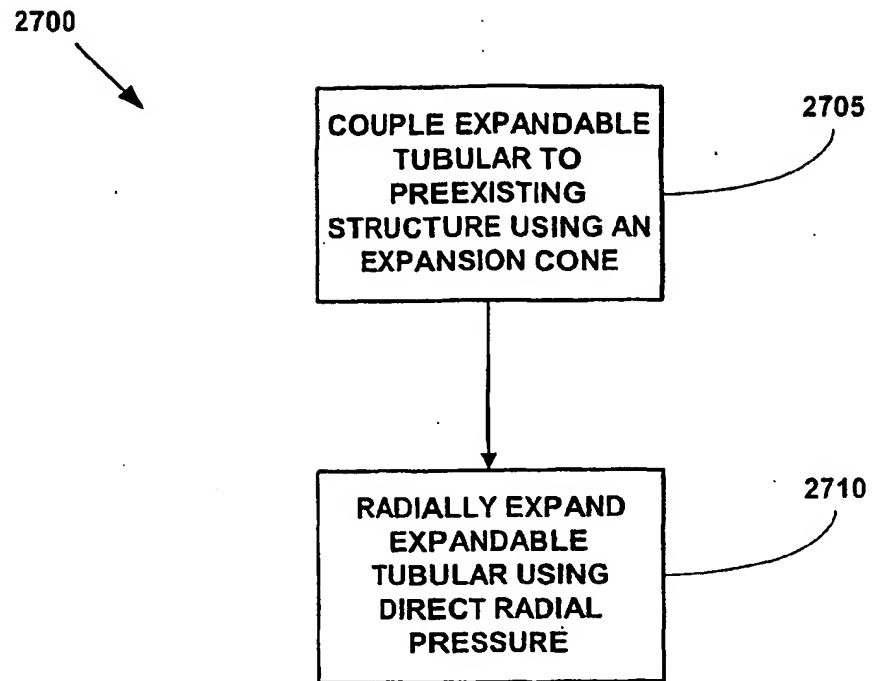 2700
COUPLE EXPANDABLE
TUBULAR TO
PREEXISTING
STRUCTURE USING AN
EXPANSION CONE
2705
RADIALLY EXPAND
EXPANDABLE
TUBULAR USING
DIRECT RADIAL
PRESSURE
2710